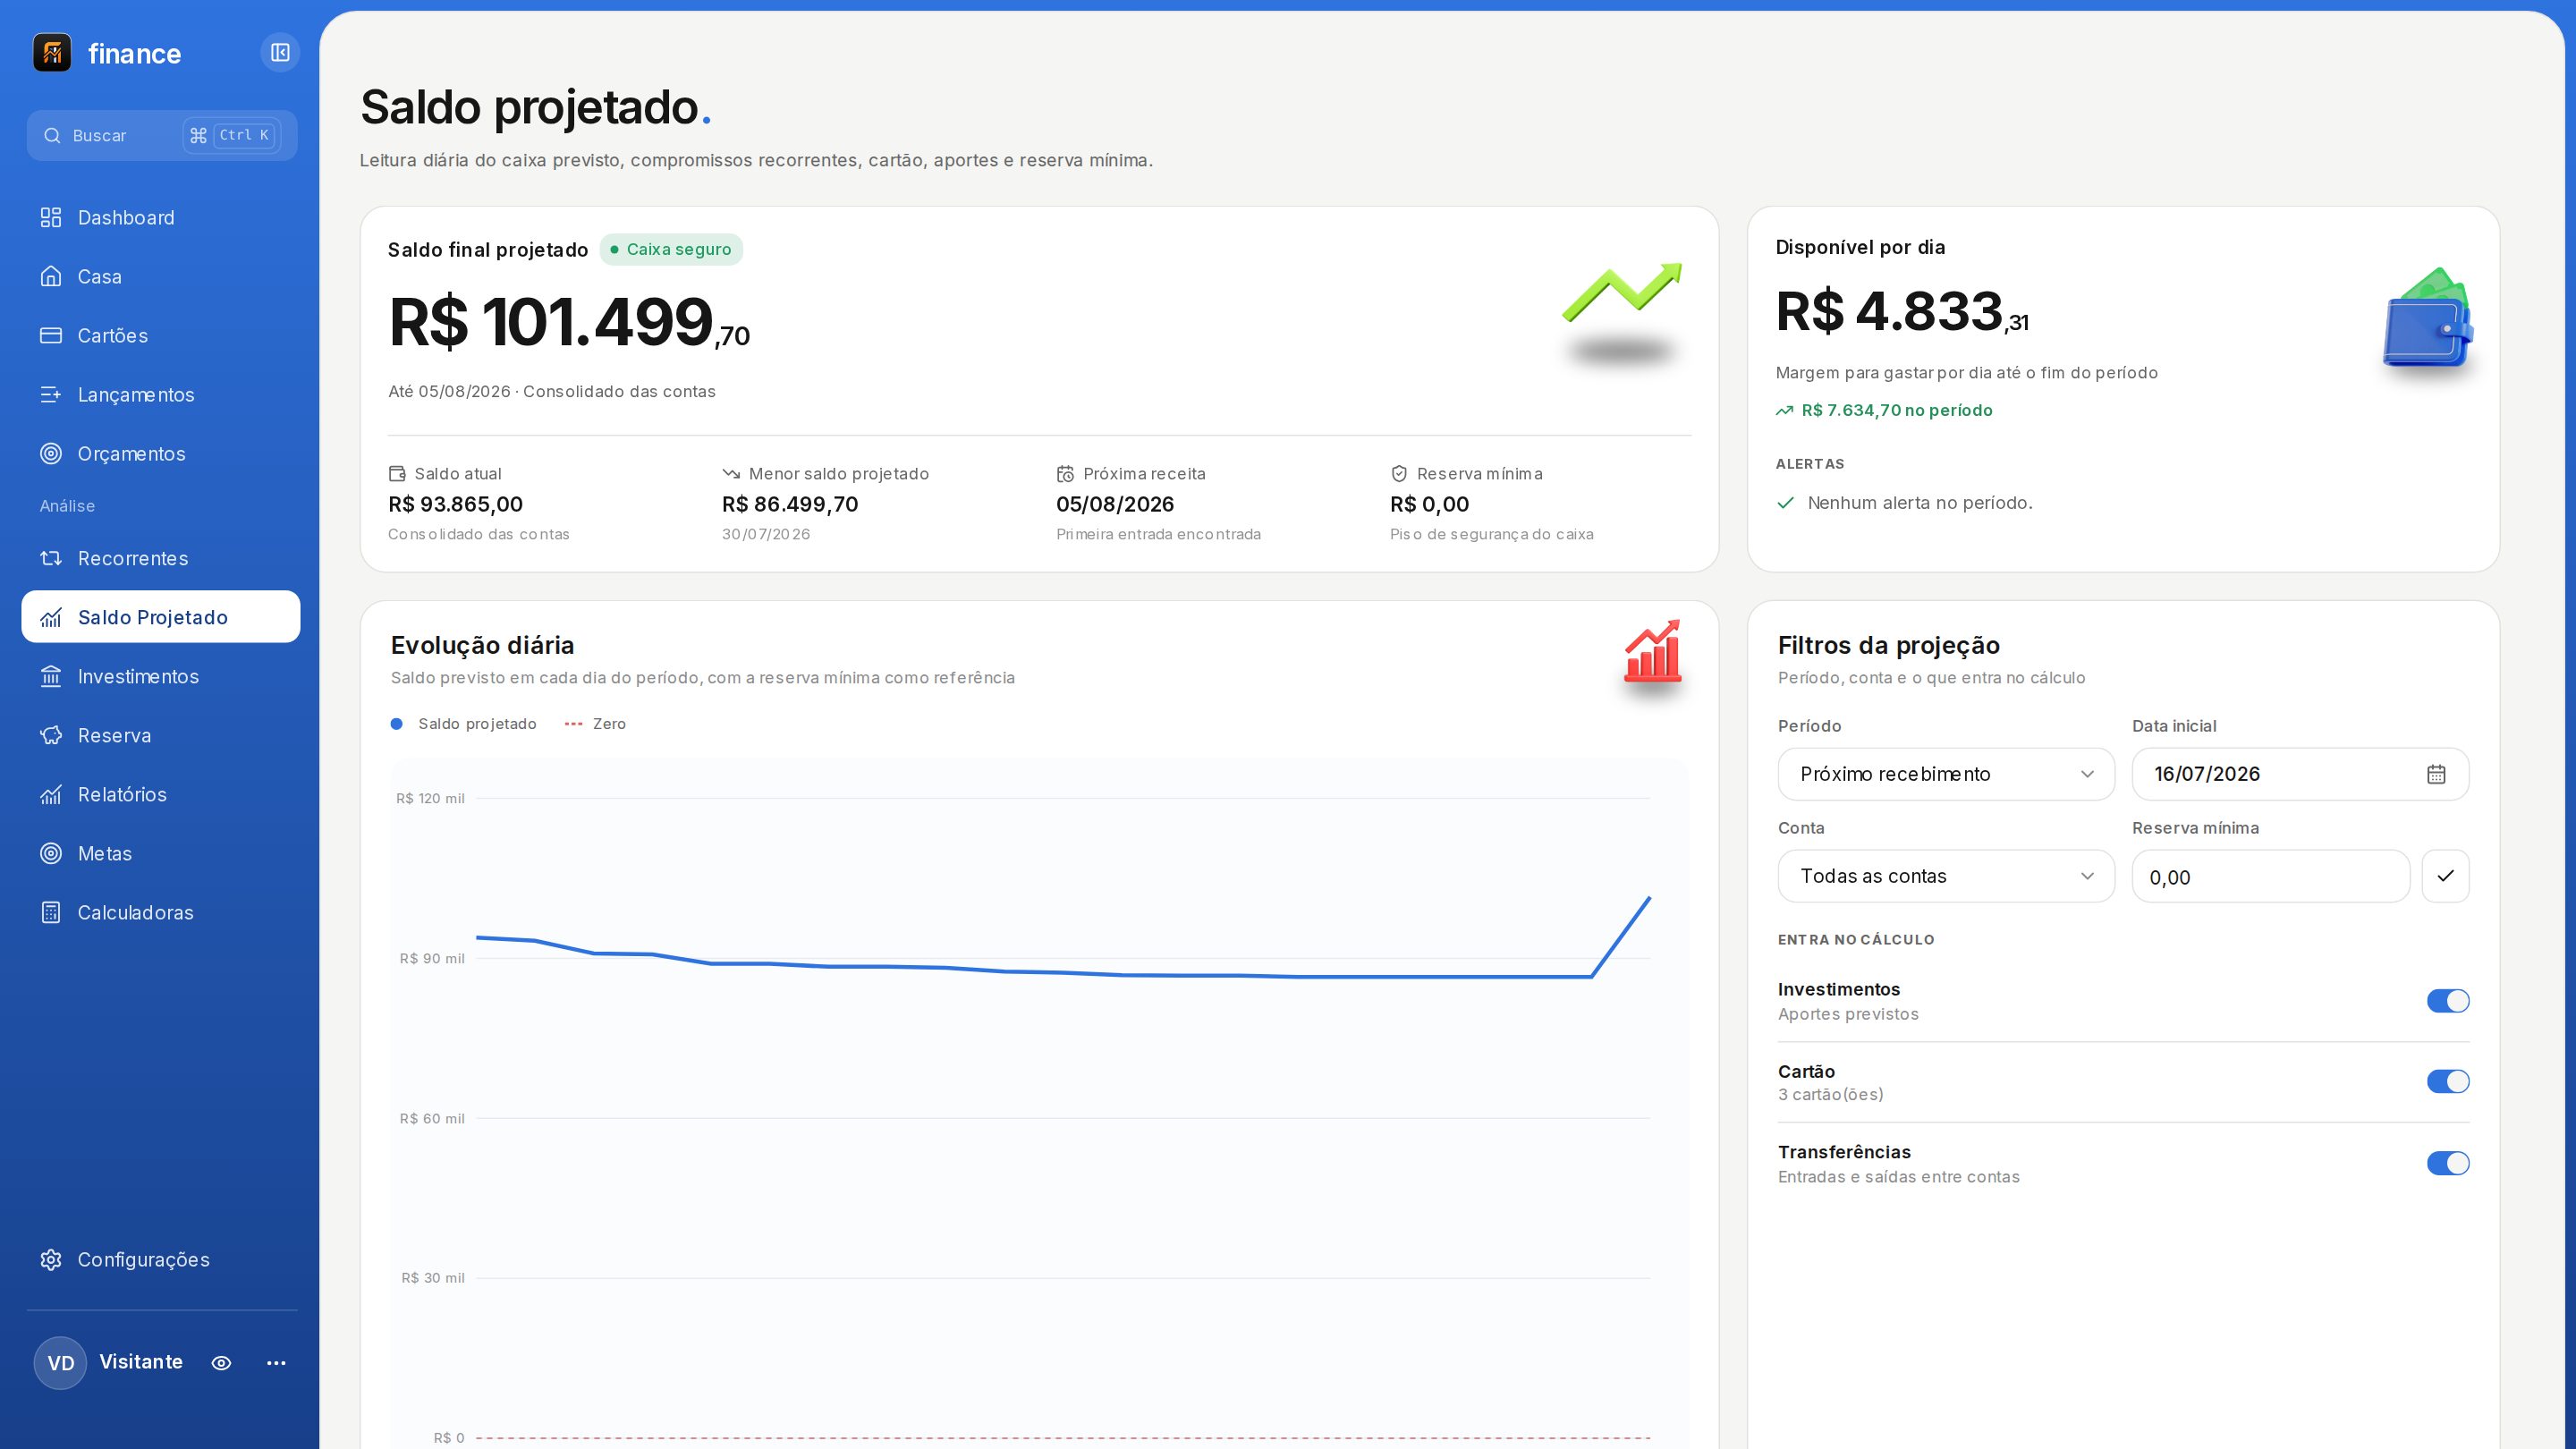 finance
Buscar
Ctrl K
Dashboard
Casa
Cartões
Lançamentos
Orçamentos
Análise
Recorrentes
Saldo Projetado
Investimentos
Reserva
Relatórios
Metas
Calculadoras
Configurações
VD
Visitante
Saldo projetado.
Leitura diária do caixa previsto, compromissos recorrentes, cartão, aportes e reserva mínima.
Saldo final projetado
Caixa seguro
R$ 101.499,70
Até 05/08/2026 · Consolidado das contas
Saldo atual
R$ 93.865,00
Consolidado das contas
Menor saldo projetado
R$ 86.499,70
30/07/2026
Próxima receita
05/08/2026
Primeira entrada encontrada
Reserva mínima
R$ 0,00
Piso de segurança do caixa
Disponível por dia
R$ 4.833,31
Margem para gastar por dia até o fim do período
R$ 7.634,70 no período
ALERTAS
Nenhum alerta no período.
Evolução diária
Saldo previsto em cada dia do período, com a reserva mínima como referência
Saldo projetado
Zero
R$ 120 mil
R$ 90 mil
R$ 60 mil
R$ 30 mil
R$ 0
Filtros da projeção
Período, conta e o que entra no cálculo
Período
Próximo recebimento
Data inicial
16/07/2026
Conta
Todas as contas
Reserva mínima
0,00
ENTRA NO CÁLCULO
Investimentos
Aportes previstos
Cartão
3 cartão(ões)
Transferências
Entradas e saídas entre contas